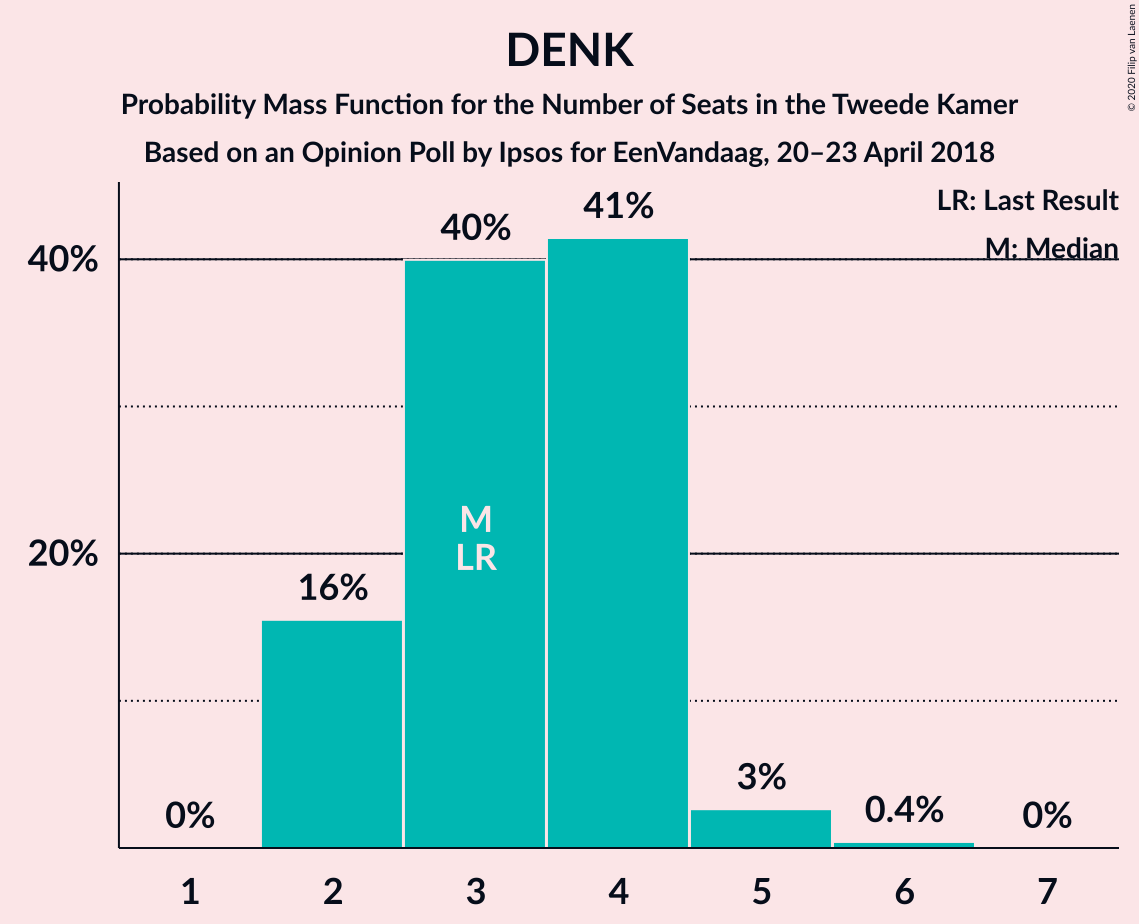 DENK
Probability Mass Function for the Number of Seats in the Tweede Kamer
Based on an Opinion Poll by Ipsos for EenVandaag, 20–23 April 2018
© 2020 Filip van Laenen
LR: Last Result
M: Median
40%
20%
0%
16%
40%
41%
3%
0.4%
0%
M
LR
1 2 3 4 5 6 7